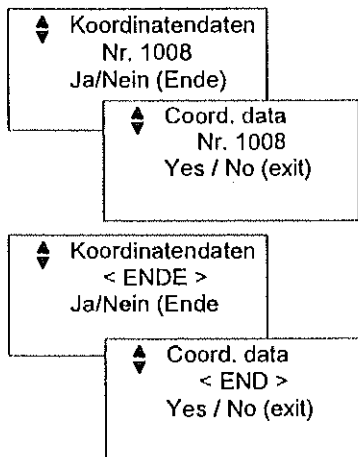 Koordinatendaten
Nr. 1008
Ja/Nein (Ende)
Coord. data
Nr. 1008
Yes / No (exit)
Koordinatendaten
< ENDE >
Ja/Nein (Ende
Coord. data
< END >
Yes / No (exit)